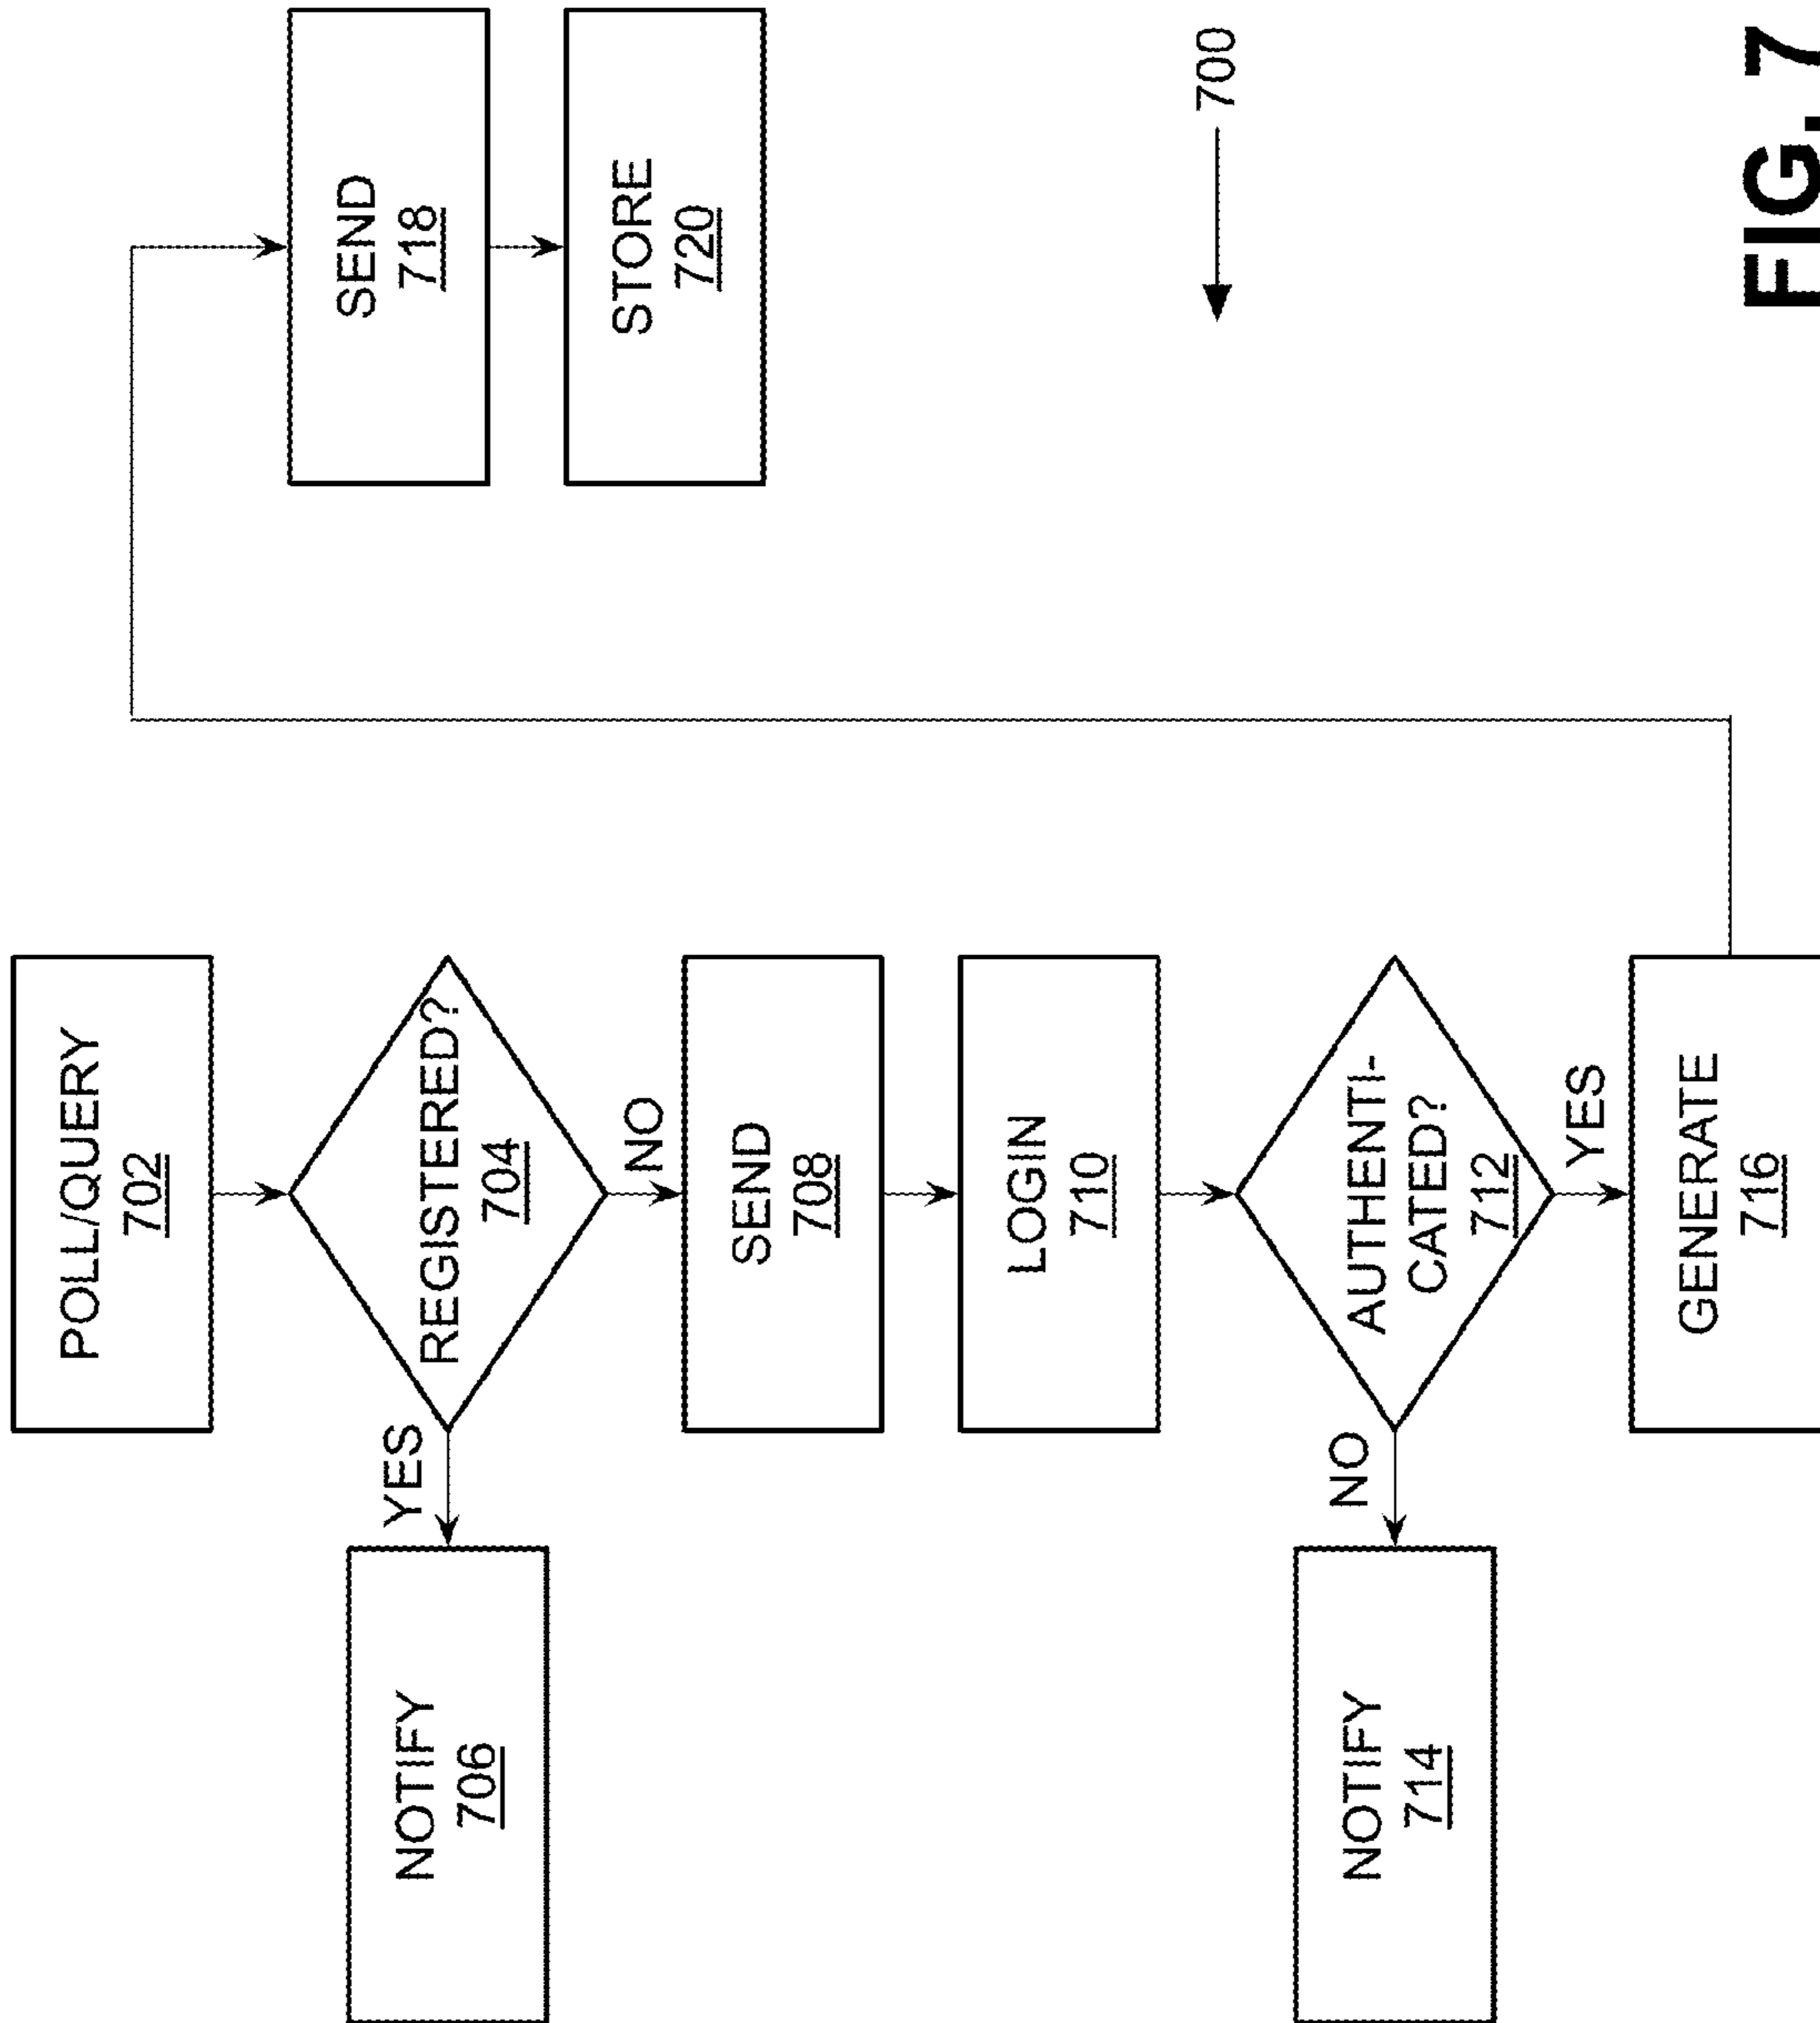 POLL/QUERY
702
REGISTERED?
704
YES
NOTIFY
706
NO
SEND
708
LOGIN
710
AUTHENTI-
CATED?
712
NO
NOTIFY
714
YES
GENERATE
716
SEND
718
STORE
720
700
FIG. 7